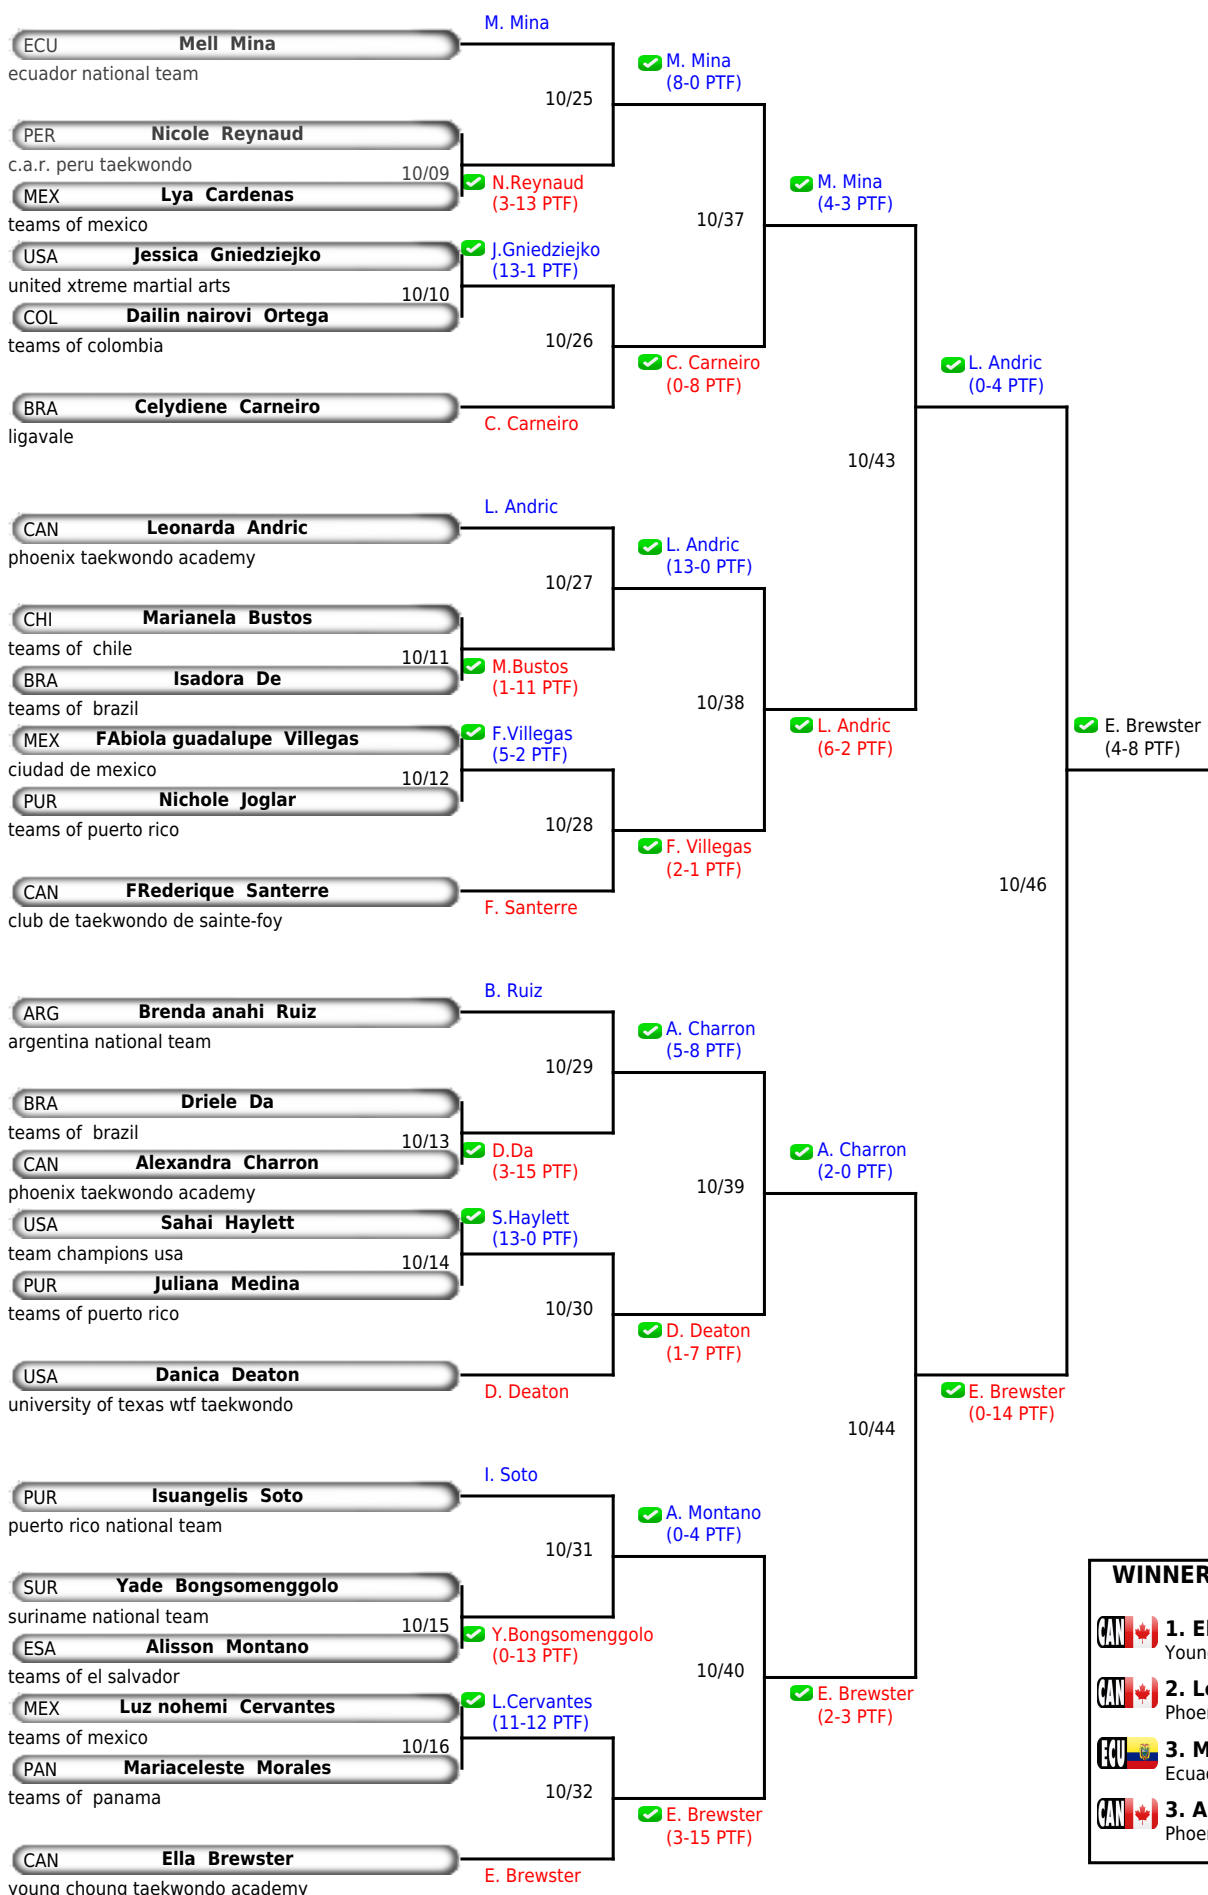 M. Mina
ECU Mell Mina
ecuador national team
M. Mina
(8-0 PTF)
10/25
PER Nicole Reynaud
c.a.r. peru taekwondo
10/09
N.Reynaud
(3-13 PTF)
MEX Lya Cardenas
teams of mexico
M. Mina
(4-3 PTF)
10/37
USA Jessica Gniedziejko
united xtreme martial arts
J.Gniedziejko
(13-1 PTF)
10/10
COL Dailin nairovi Ortega
teams of colombia
10/26
C. Carneiro
(0-8 PTF)
L. Andric
(0-4 PTF)
BRA Celydiene Carneiro
ligavale
C. Carneiro
10/43
L. Andric
CAN Leonarda Andric
phoenix taekwondo academy
L. Andric
(13-0 PTF)
10/27
CHI Marianela Bustos
teams of chile
10/11
M.Bustos
(1-11 PTF)
BRA Isadora De
teams of brazil
10/38
L. Andric
(6-2 PTF)
E. Brewster
(4-8 PTF)
MEX FAbiola guadalupe Villegas
ciudad de mexico
F.Villegas
(5-2 PTF)
10/12
PUR Nichole Joglar
teams of puerto rico
10/28
F. Villegas
(2-1 PTF)
CAN FRederique Santerre
club de taekwondo de sainte-foy
F. Santerre
10/46
B. Ruiz
ARG Brenda anahi Ruiz
argentina national team
A. Charron
(5-8 PTF)
10/29
BRA Driele Da
teams of brazil
10/13
D.Da
(3-15 PTF)
CAN Alexandra Charron
phoenix taekwondo academy
10/39
A. Charron
(2-0 PTF)
USA Sahai Haylett
team champions usa
S.Haylett
(13-0 PTF)
10/14
PUR Juliana Medina
teams of puerto rico
10/30
D. Deaton
(1-7 PTF)
USA Danica Deaton
university of texas wtf taekwondo
D. Deaton
E. Brewster
(0-14 PTF)
10/44
I. Soto
PUR Isuangelis Soto
puerto rico national team
A. Montano
(0-4 PTF)
10/31
SUR Yade Bongsomenggolo
suriname national team
10/15
Y.Bongsomenggolo
(0-13 PTF)
ESA Alisson Montano
teams of el salvador
10/40
E. Brewster
(2-3 PTF)
MEX Luz nohemi Cervantes
teams of mexico
L.Cervantes
(11-12 PTF)
10/16
PAN Mariaceleste Morales
teams of panama
10/32
E. Brewster
(3-15 PTF)
CAN Ella Brewster
young choung taekwondo academy
E. Brewster
WINNER
CAN 1. El
Youn
CAN 2. Le
Phoe
ECU 3. M
Ecua
CAN 3. A
Phoe